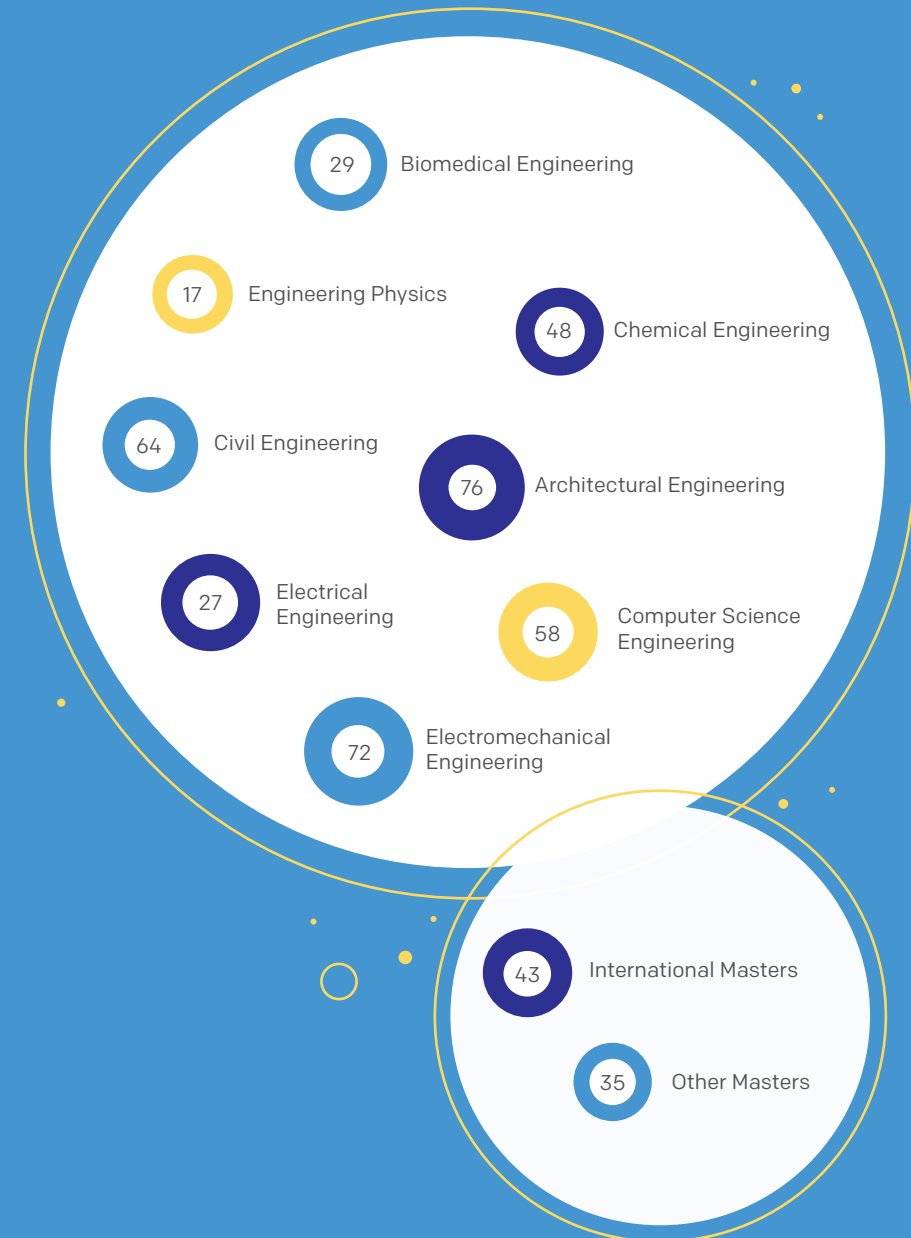 29 Biomedical Engineering
17 Engineering Physics
48 Chemical Engineering
64 Civil Engineering
76 Architectural Engineering
27 Electrical
Engineering
58 Computer Science
Engineering
72 Electromechanical
Engineering
43 International Masters
35 Other Masters